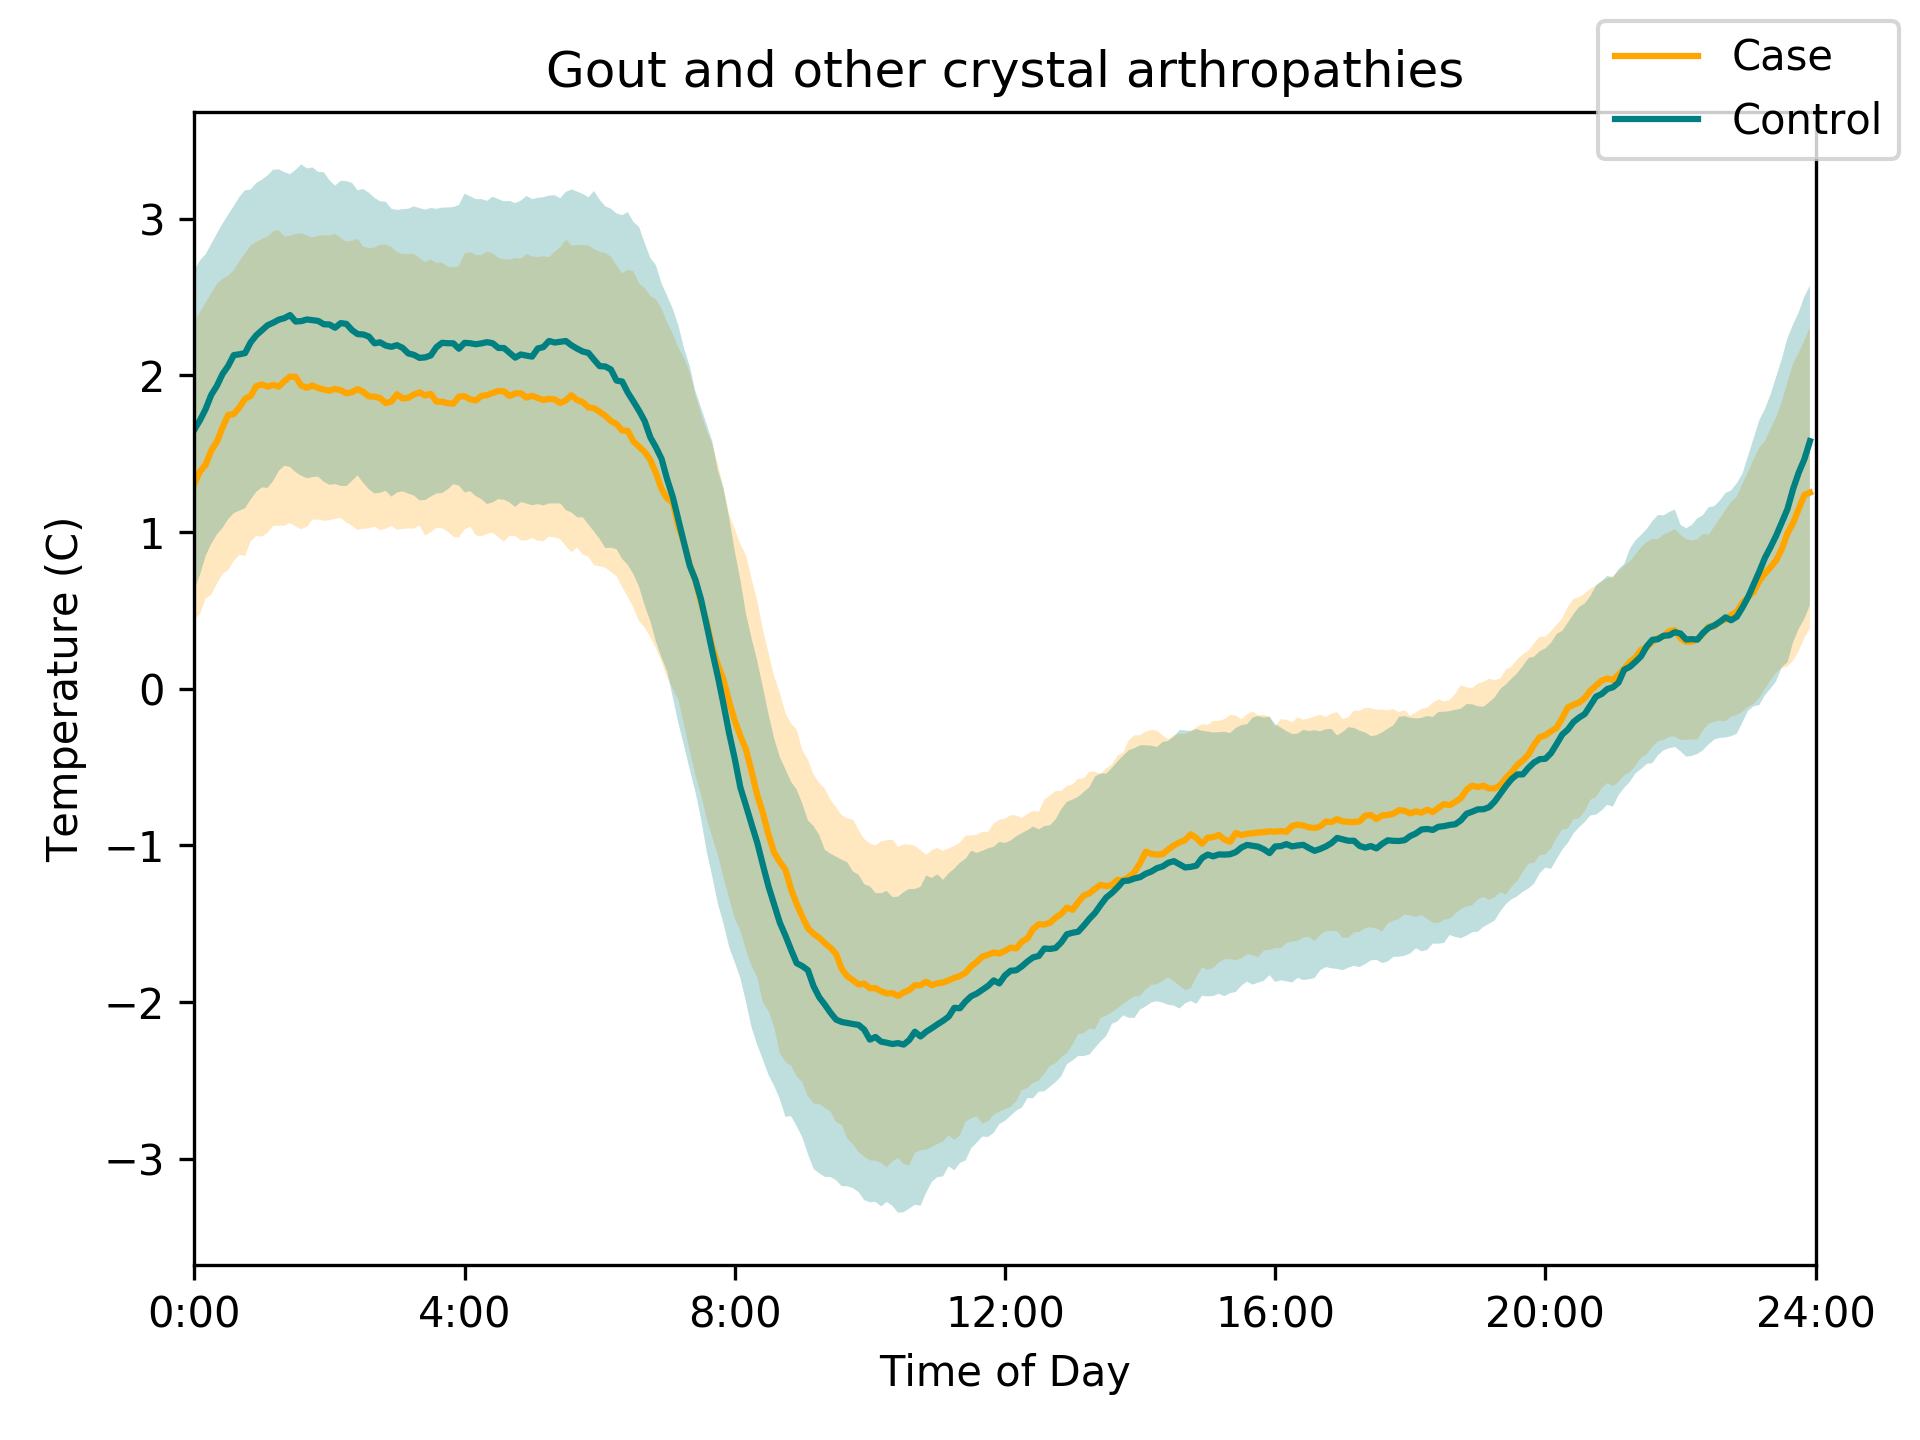 Gout and other crystal arthropathies
Case
Control
Temperature (C)
3
2
1
0
−1
−2
−3
0:00 4:00 8:00 12:00 16:00 20:00 24:00
Time of Day